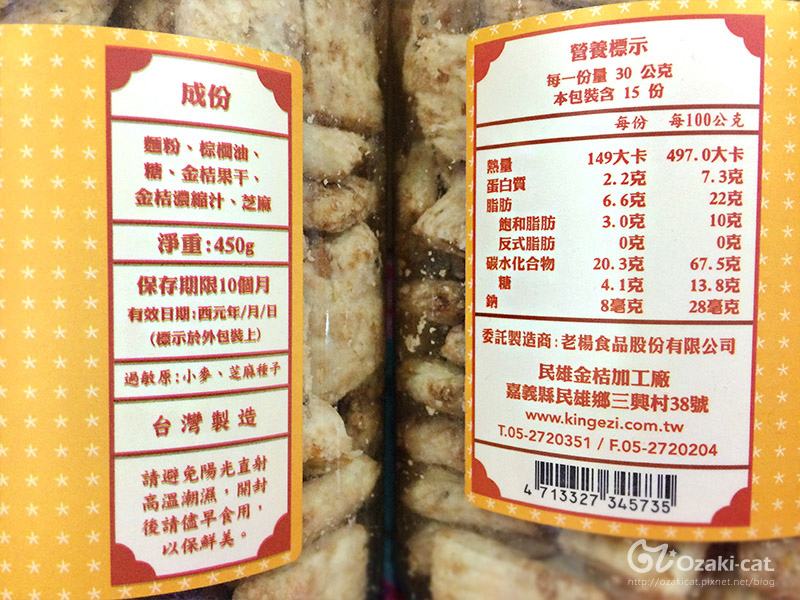 成份
麵粉、棕櫚油、
糖、金桔果干、
金桔濃縮汁、芝麻
淨重:450g
保存期限10個月
有效日期:西元年/月/日
(標示於外包裝上)
過敏原:小麥、芝麻種子
台灣製造
請避免陽光直射
高溫潮濕,開封
後請儘早食用,
以保鮮美。
營養標示
每一份量 30 公克
本包裝含 15 份
每份 每100公克
熱量 149大卡 497.0大卡
蛋白質 2.2克 7.3克
脂肪 6.6克 22克
飽和脂肪 3.0克 10克
反式脂肪 0克 0克
碳水化合物 20.3克 67.5克
糖 4.1克 13.8克
鈉 8毫克 28毫克
委託製造商:老楊食品股份有限公司
民雄金桔加工廠
嘉義縣民雄鄉三興村38號
www.kingezi.com.tw
T.05-2720351 / F.05-2720204
4 713327 345735
Ozaki-cat
http://ozakicat.pixnet.net/blog